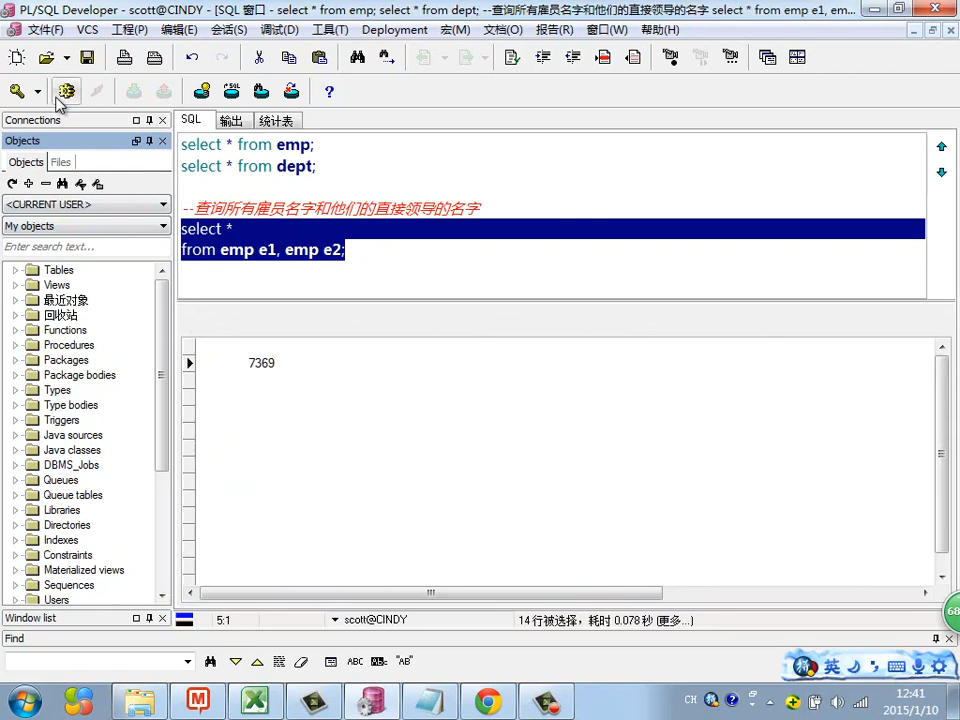 PL/SQL Developer - scott@CINDY - [SQL 窗口 - select * from emp; select * from dept; --查询所有雇员名字和他们的直接领导的名字 select * from emp e1, em...
文件(F) VCS 工程(P) 编辑(E) 会话(S) 调试(D) 工具(T) Deployment 宏(M) 文档(O) 报告(R) 窗口(W) 帮助(H)
Connections
SQL 输出 统计表
Objects
Objects Files
<CURRENT USER>
My objects
Enter search text...
Tables
Views
最近对象
回收站
Functions
Procedures
Packages
Package bodies
Types
Type bodies
Triggers
Java sources
Java classes
DBMS_Jobs
Queues
Queue tables
Libraries
Directories
Indexes
Constraints
Materialized views
Sequences
Users
select * from emp;
select * from dept;
--查询所有雇员名字和他们的直接领导的名字
select *
from emp e1, emp e2;
7369
68
Window list
5:1 scott@CINDY 14 行被选择，耗时 0.078 秒 (更多...)
Find
ABC "AB"
英
CH
12:41
2015/1/10